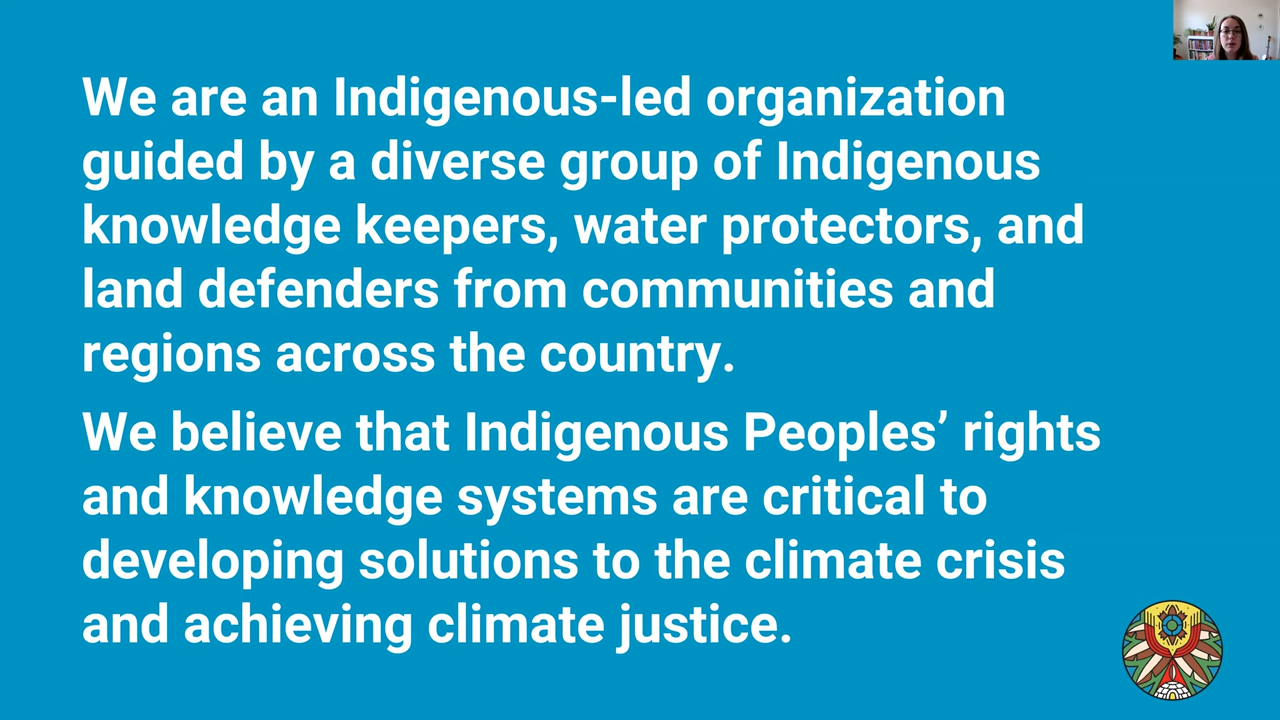 We are an Indigenous-led organization
guided by a diverse group of Indigenous
knowledge keepers, water protectors, and
land defenders from communities and
regions across the country.
We believe that Indigenous Peoples’ rights
and knowledge systems are critical to
developing solutions to the climate crisis
and achieving climate justice.